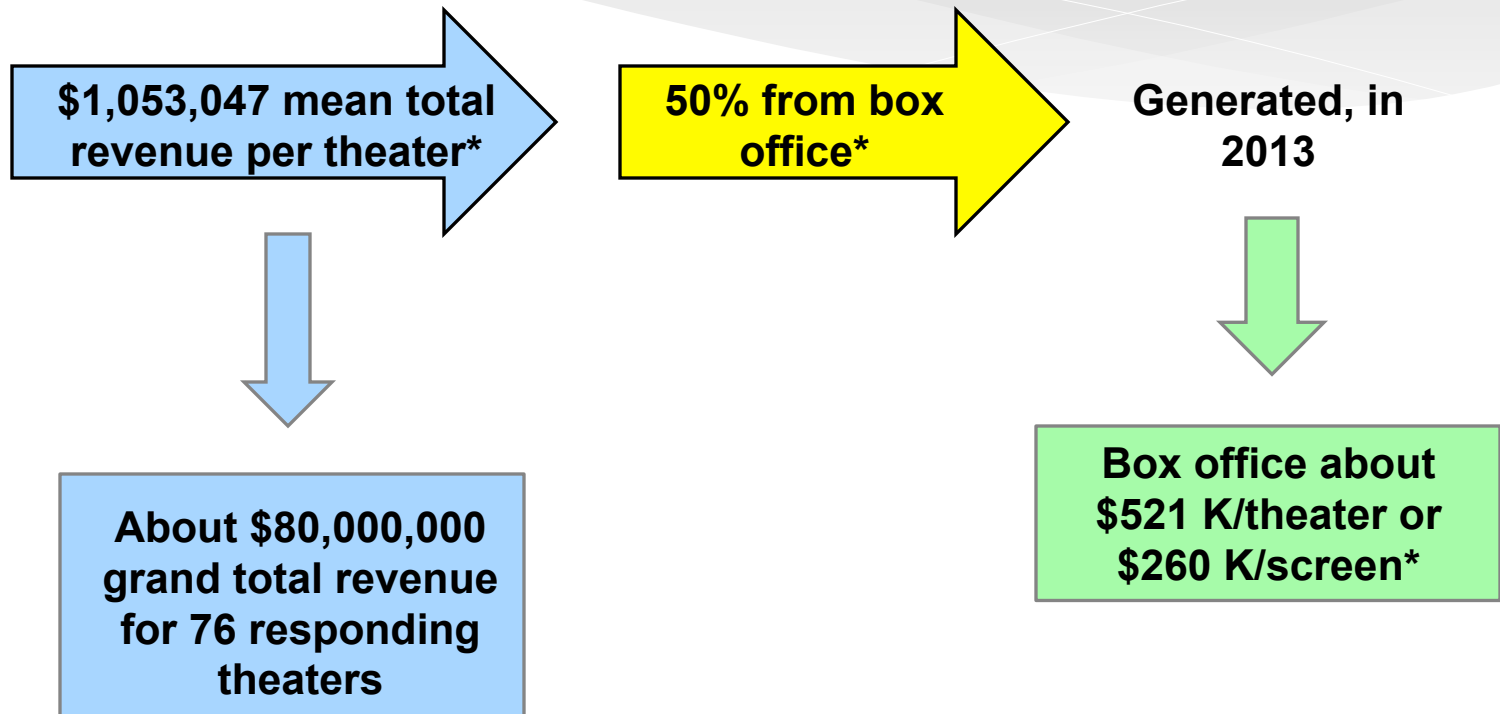 $1,053,047 mean total
revenue per theater*
50% from box
office*
Generated, in
2013
About $80,000,000
grand total revenue
for 76 responding
theaters
Box office about
$521 K/theater or
$260 K/screen*